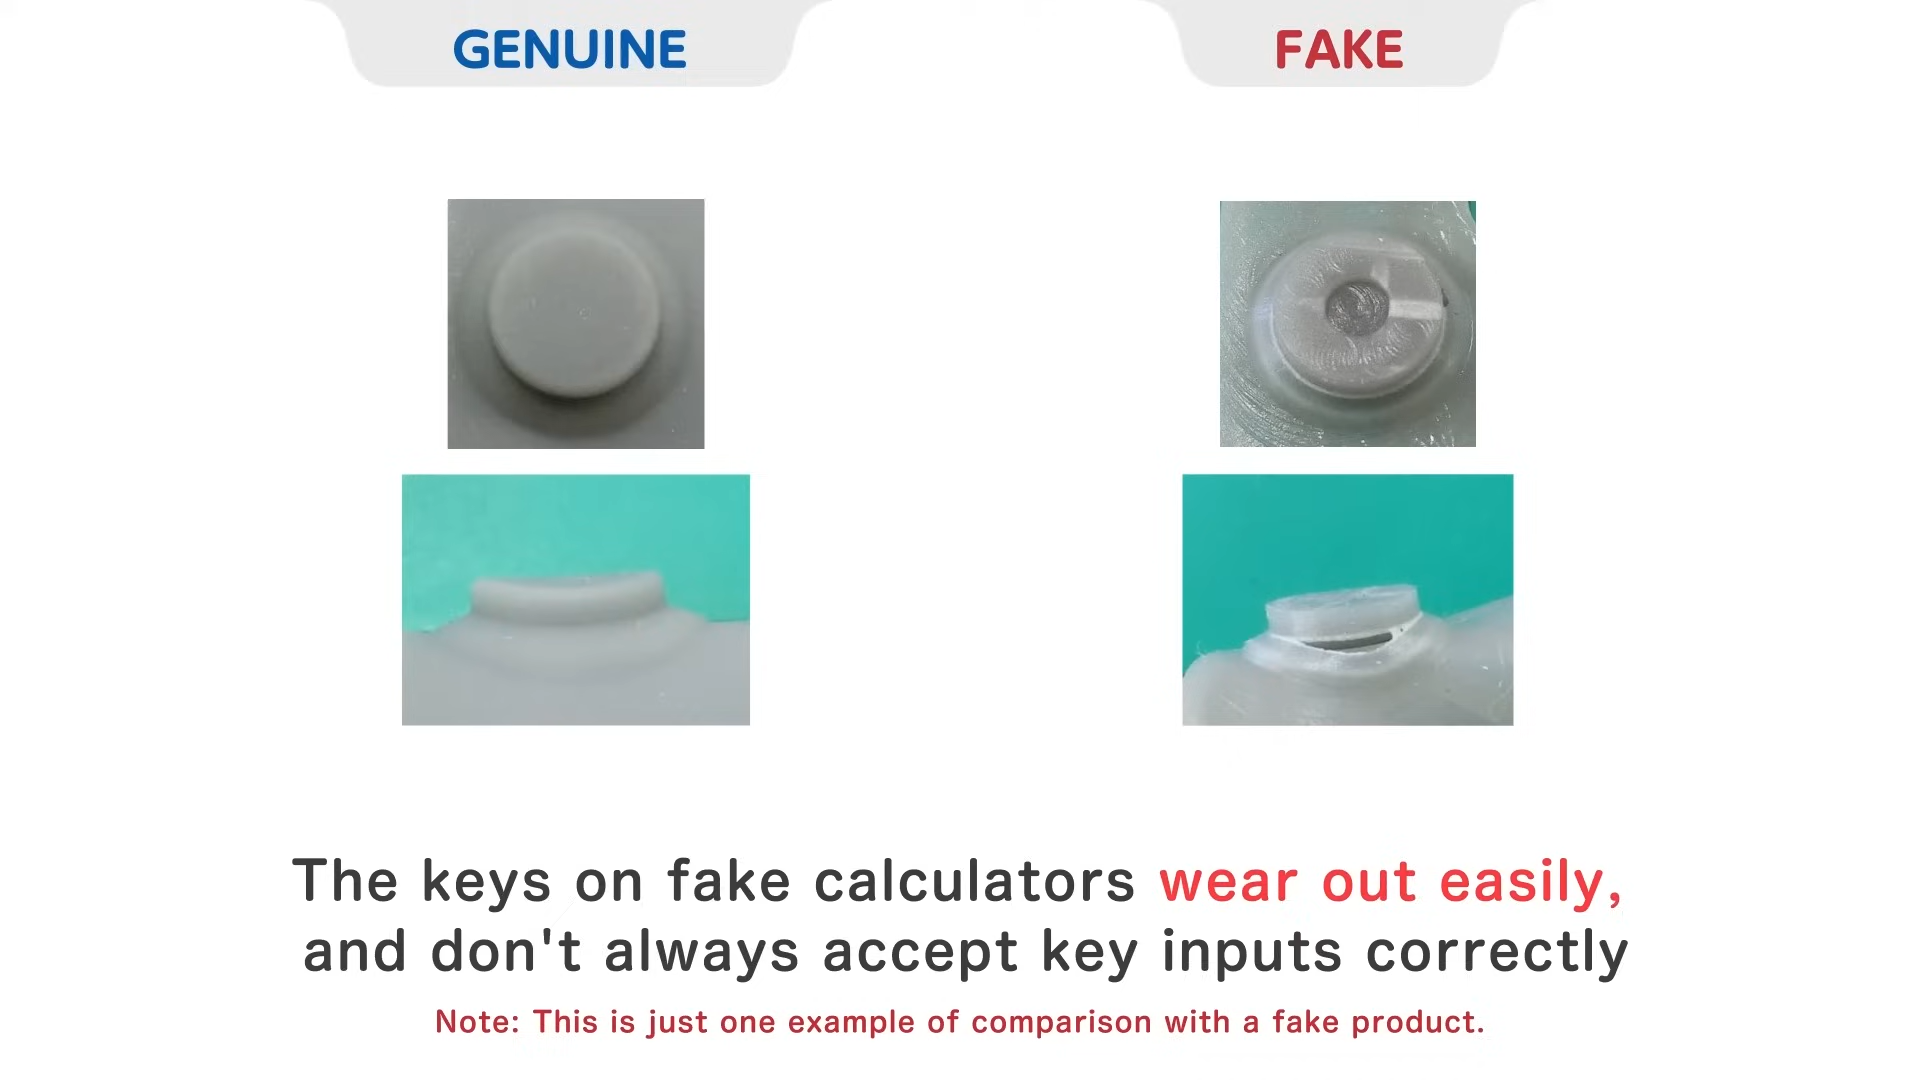 GENUINE
FAKE
The keys on fake calculators wear out easily,
and don't always accept key inputs correctly
Note: This is just one example of comparison with a fake product.